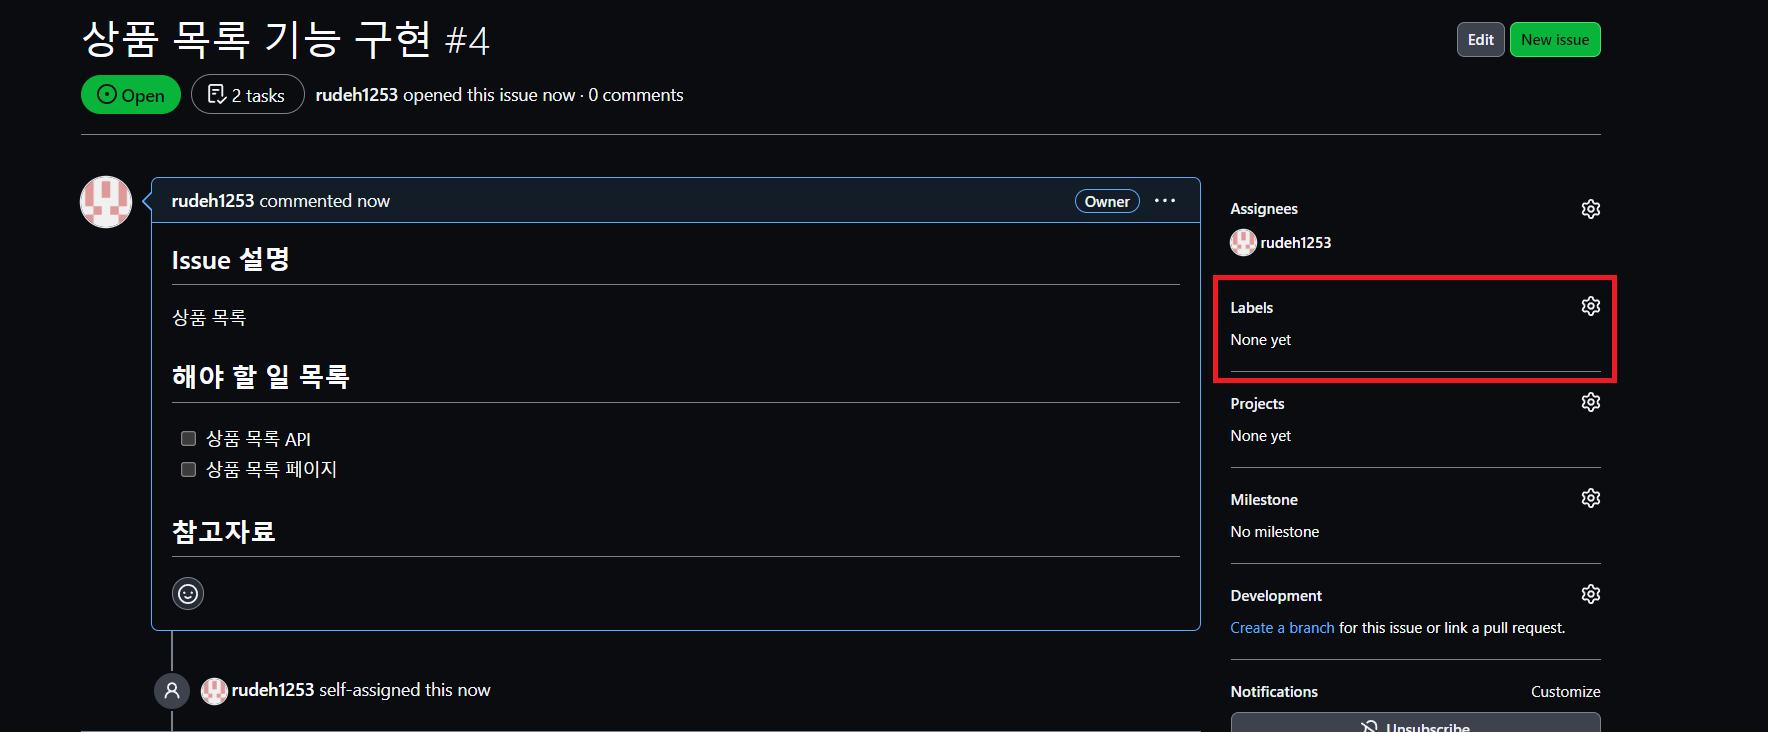 상품 목록 기능 구현 #4
Edit
New issue
Open
2 tasks
rudeh1253 opened this issue now · 0 comments
rudeh1253 commented now
Owner
Issue 설명
상품 목록
해야 할 일 목록
상품 목록 API
상품 목록 페이지
참고자료
rudeh1253 self-assigned this now
Assignees
rudeh1253
Labels
None yet
Projects
None yet
Milestone
No milestone
Development
Create a branch for this issue or link a pull request.
Notifications
Customize
Unsubscribe